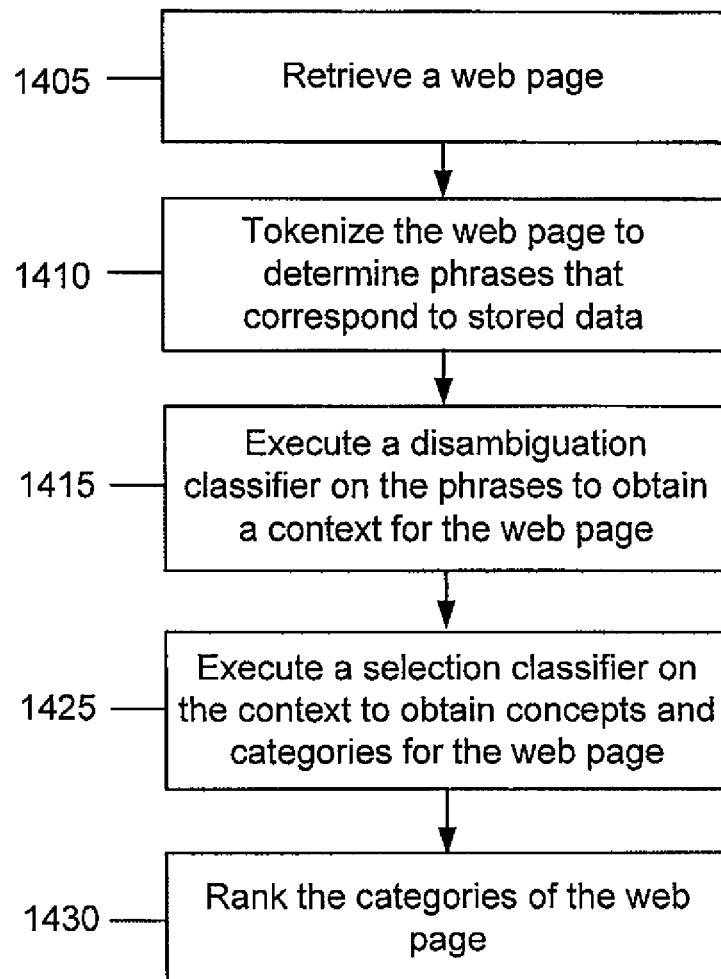 1405
Retrieve a web page
1410
Tokenize the web page to
determine phrases that
correspond to stored data
1415
Execute a disambiguation
classifier on the phrases to obtain
a context for the web page
1425
Execute a selection classifier on
the context to obtain concepts and
categories for the web page
1430
Rank the categories of the web
page